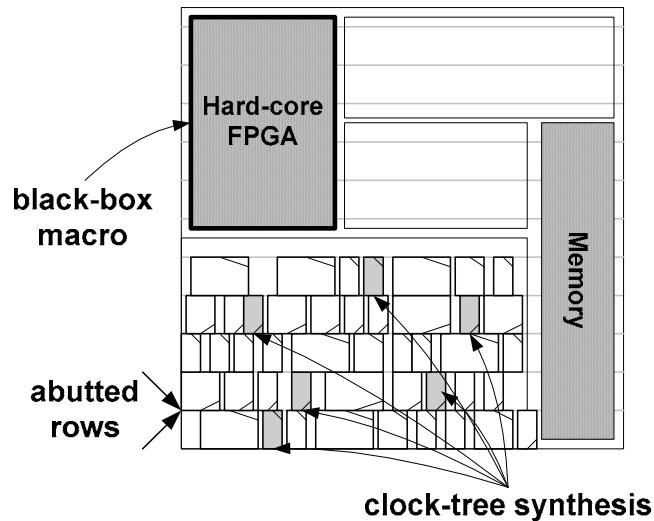 Hard-core
FPGA
black-box
macro
Memory
abutted
rows
clock-tree synthesis